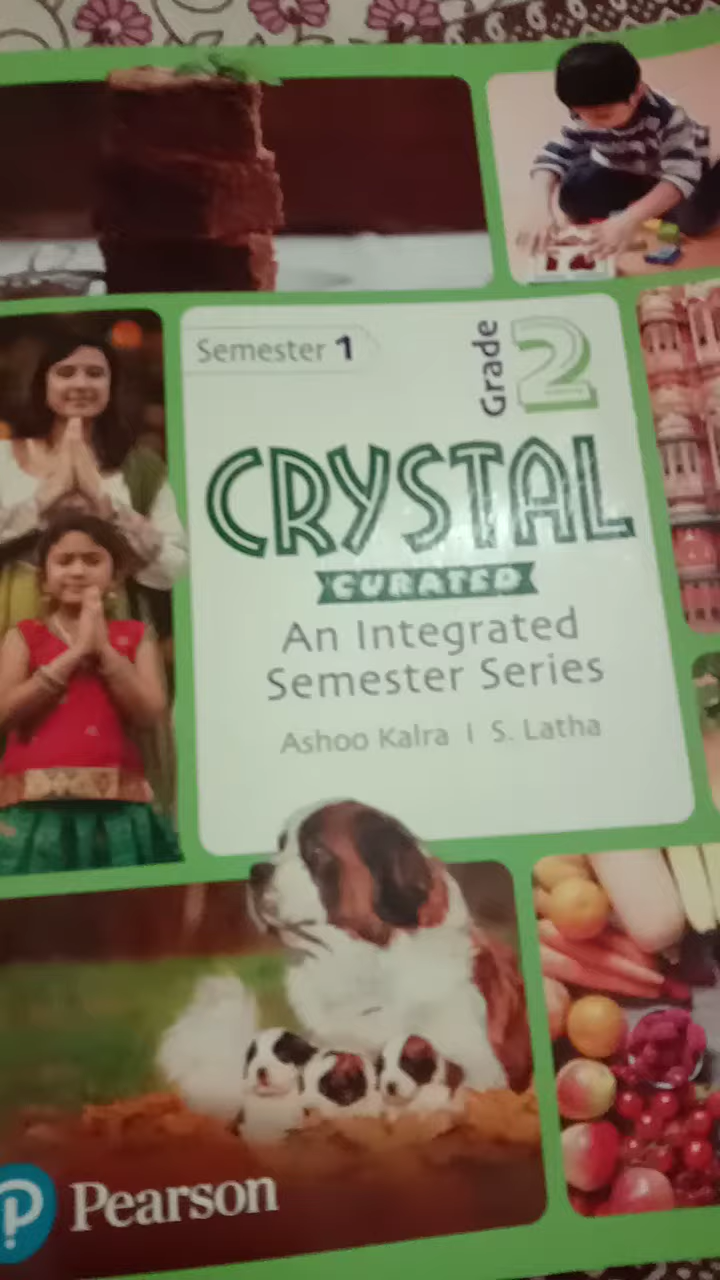 Semester 1
Grade 2
CRYSTAL
CURATED
An Integrated
Semester Series
Ashoo Kalra | S. Latha
P Pearson